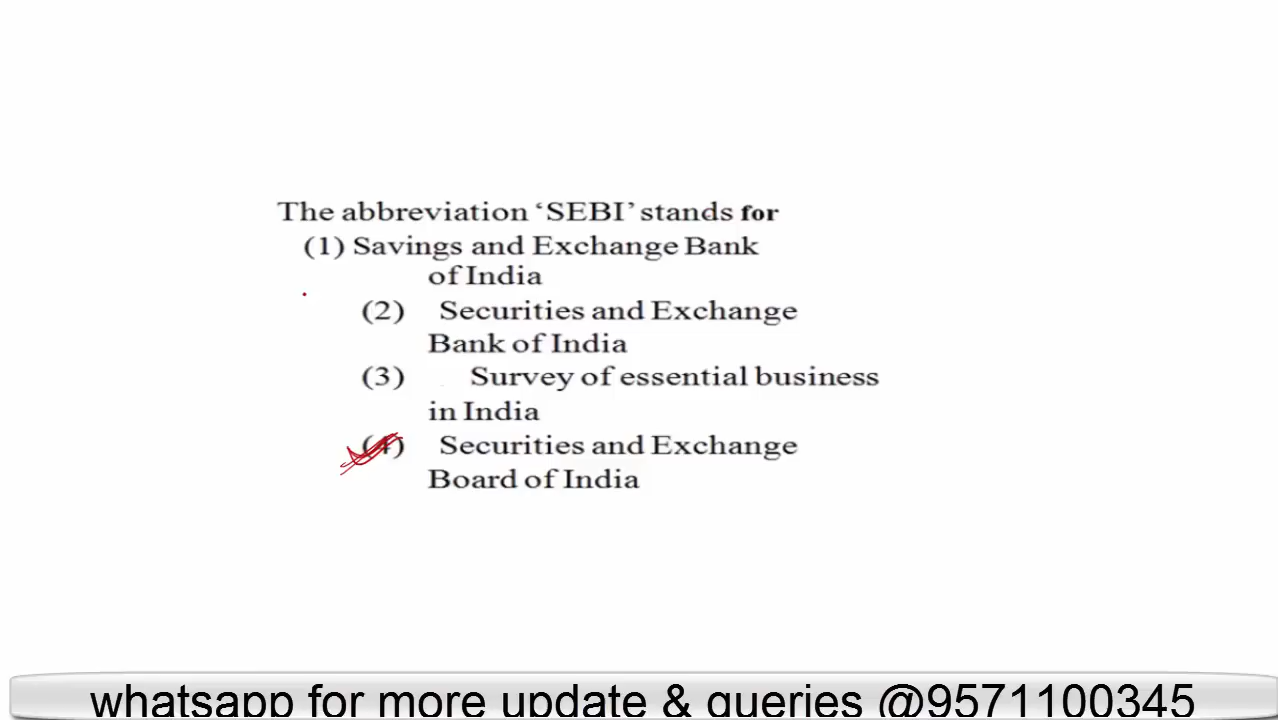 The abbreviation ‘SEBI’ stands for
(1) Savings and Exchange Bank
of India
(2) Securities and Exchange
Bank of India
(3) Survey of essential business
in India
(4) Securities and Exchange
Board of India
whatsapp for more update & queries @9571100345